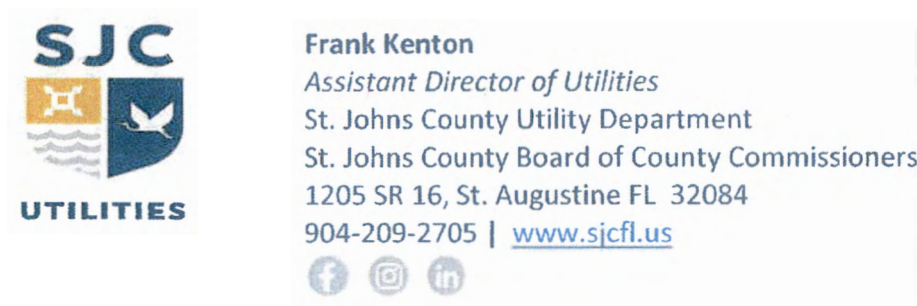 SJC
UTILITIES
Frank Kenton
Assistant Director of Utilities
St. Johns County Utility Department
St. Johns County Board of County Commissioners
1205 SR 16, St. Augustine FL 32084
904-209-2705 | www.sjcfl.us
f in